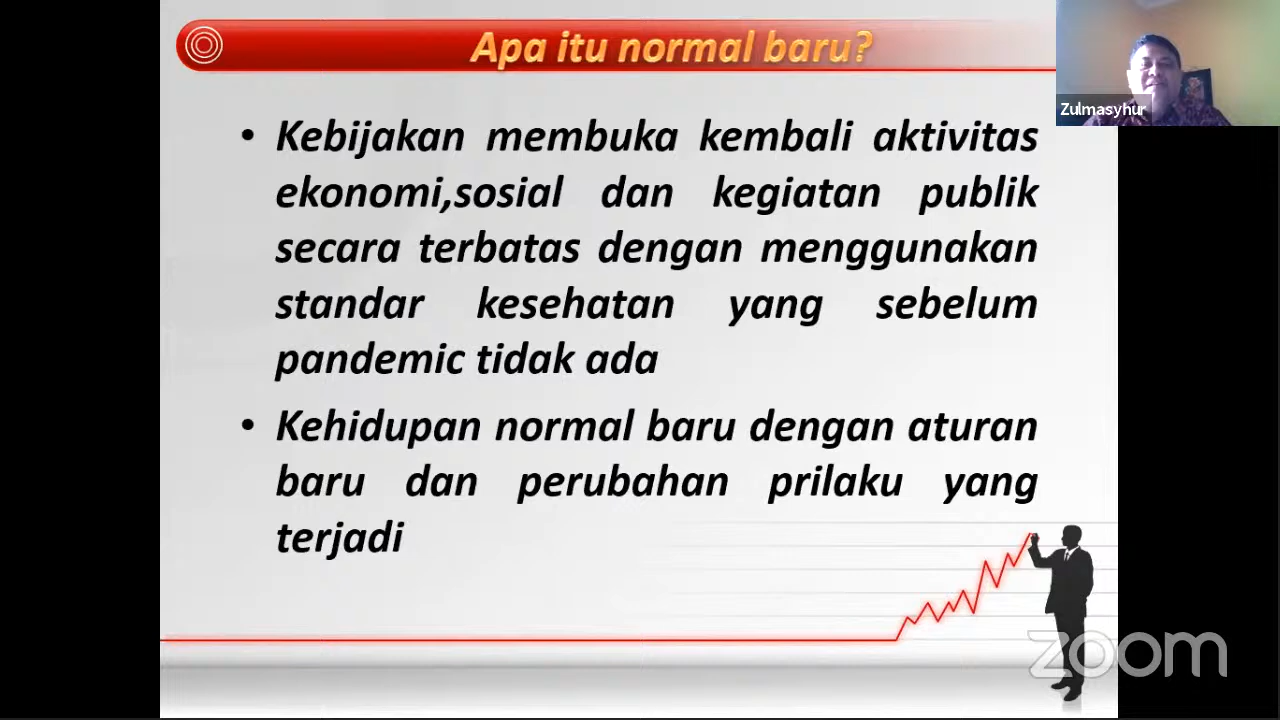 Apa itu normal baru?
Zulmasyhur
• Kebijakan membuka kembali aktivitas
ekonomi,sosial dan kegiatan publik
secara terbatas dengan menggunakan
standar kesehatan yang sebelum
pandemic tidak ada
• Kehidupan normal baru dengan aturan
baru dan perubahan prilaku yang
terjadi
zoom